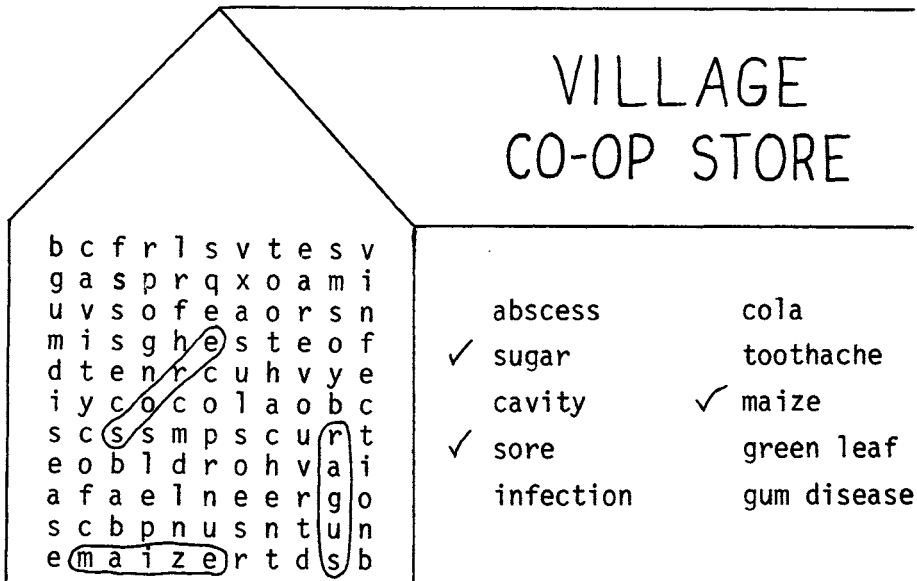 VILLAGE
CO-OP STORE
b c f r l s v t e s v
g a s p r q x o a m i
u v s o f e a o r s n
m i s g h e s t e o f
d t e n r c u h v y e
i y c o c o l a o b c
s c s s m p s c u r t
e o b l d r o h v a i
a f a e l n e e r g o
s c b p n u s n t u n
e m a i z e r t d s b
abscess cola
✓ sugar toothache
cavity ✓ maize
✓ sore green leaf
infection gum disease